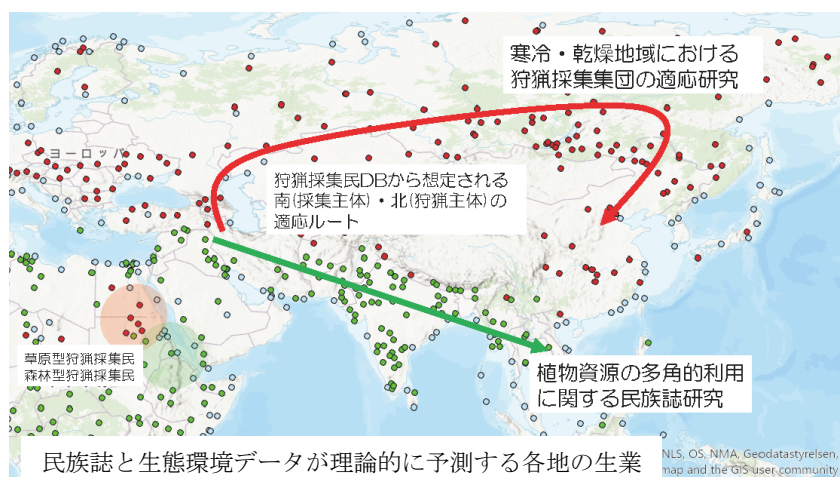 寒冷・乾燥地域における
狩猟採集集団の適応研究
ヨーロッパ
狩猟採集民DBから想定される
南(採集主体)・北(狩猟主体)の
適応ルート
草原型狩猟採集民
森林型狩猟採集民
植物資源の多角的利用
に関する民族誌研究
民族誌と生態環境データが理論的に予測する各地の生業
NLS, OS, NMA, Geodatastyrelsen,
map and the GIS user community